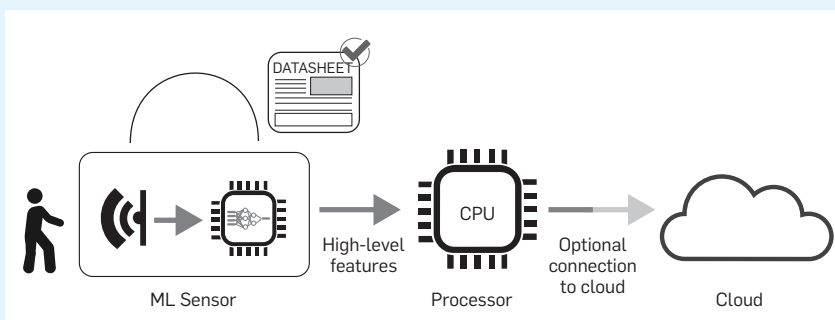 DATASHEET
CPU
High-level
features
Optional
connection
to cloud
ML Sensor
Processor
Cloud